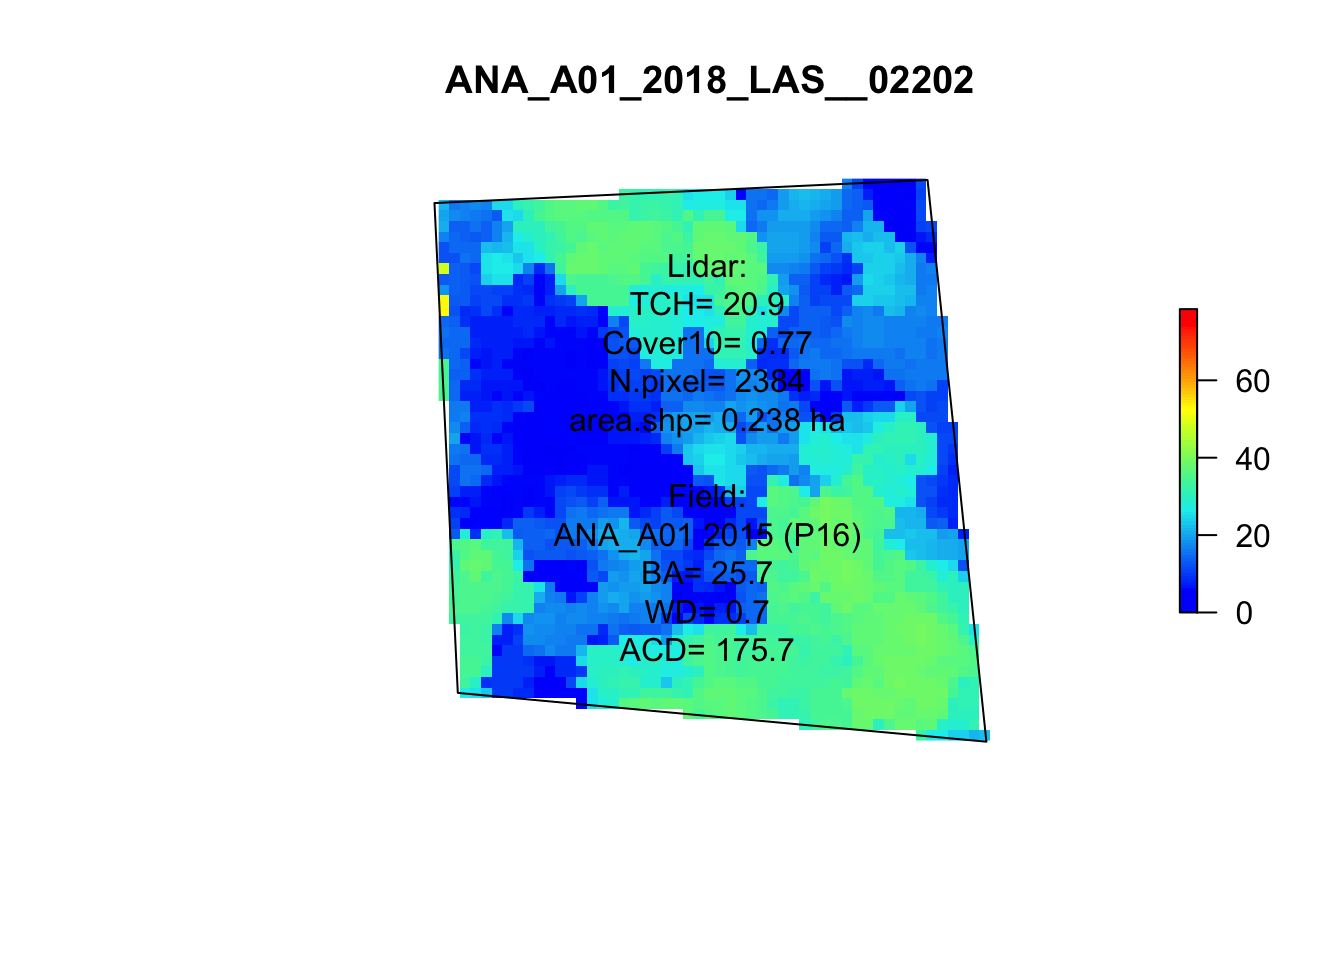 ANA_A01_2018_LAS__02202
Lidar:
TCH= 20.9
Cover10= 0.77
N.pixel= 2384
area.shp= 0.238 ha
Field:
ANA_A01 2015 (P16)
BA= 25.7
WD= 0.7
ACD= 175.7
60
40
20
0